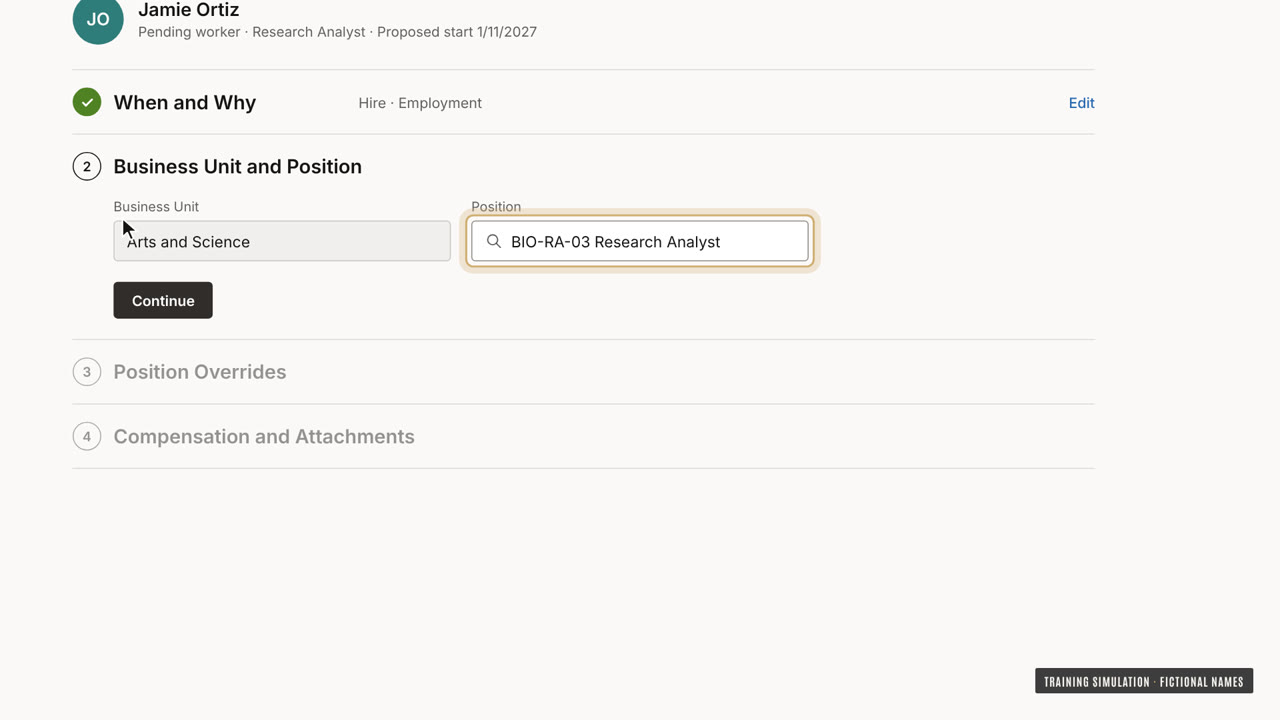 JO
Jamie Ortiz
Pending worker · Research Analyst · Proposed start 1/11/2027
When and Why
Hire · Employment
Edit
2
Business Unit and Position
Business Unit
Position
Arts and Science
BIO-RA-03 Research Analyst
Continue
3
Position Overrides
4
Compensation and Attachments
TRAINING SIMULATION · FICTIONAL NAMES